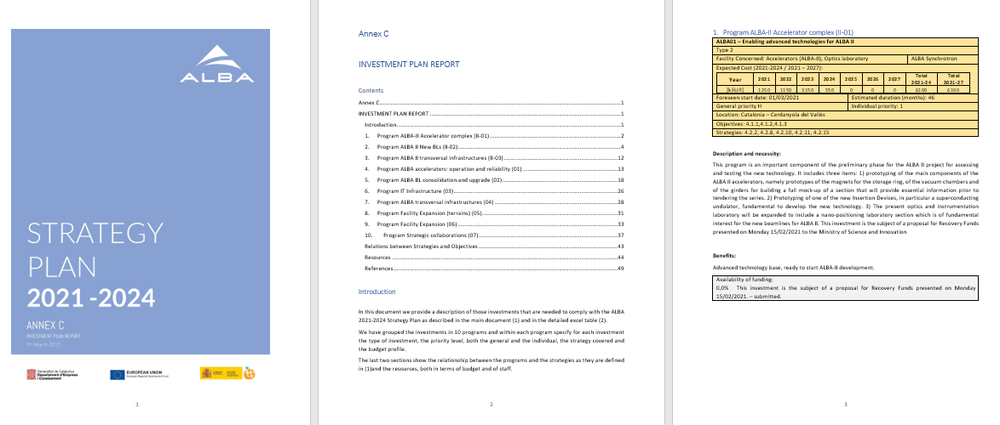 ALBA
STRATEGY
PLAN
2021 -2024
ANNEX C
INVESTMENT PLAN REPORT
9th March 2021
Generalitat de Catalunya
Departament d'Empresa
i Coneixement
EUROPEAN UNION
European Regional Development Fund
1
Annex C
INVESTMENT PLAN REPORT
Contents
Annex C...1
INVESTMENT PLAN REPORT ...1
Introduction...1
1. Program ALBA-II Accelerator complex (II-01)...2
2. Program ALBA II New BLs (II-02)...4
3. Program ALBA II transversal infrastructures (II-03)...12
4. Program ALBA accelerators: operation and reliability (01)...13
5. Program ALBA BL consolidation and upgrade (02)...18
6. Program IT Infrastructure (03)...26
7. Program ALBA transversal infrastructures (04)...28
8. Program Facility Expansion (terrains) (05)...31
9. Program Facility Expansion (06)...33
10. Program Strategic collaborations (07)...37
Relations between Strategies and Objectives...43
Resources...44
References...49
Introduction
In this document we provide a description of those investments that are needed to comply with the ALBA
2021-2024 Strategy Plan as described in the main document (1) and in the detailed excel table (2).
We have grouped the investments in 10 programs and within each program specify for each investment
the type of investment, the priority level, both the general and the individual, the strategy covered and
the budget profile.
The last two sections show the relationship between the programs and the strategies as they are defined
in (1)and the resources, both in terms of budget and of staff.
2
1. Program ALBA-II Accelerator complex (II-01)
ALBA01 – Enabling advanced technologies for ALBA II
Type 2
Facility Concerned: Accelerators (ALBA-II), Optics laboratory ALBA Synchrotron
Expected Cost (2021-2024 / 2021 – 2027):
Year 2021 2022 2023 2024 2025 2026 2027 Total 2021-24 Total 2021-27
[kEUR] 1250 1150 3150 550 0 0 0 6100 6100
Foreseen start date: 01/03/2021 Estimated duration (months): 46
General priority H Individual priority: 1
Location: Catalonia – Cerdanyola del Vallès
Objectives: 4.1.1,4.1.2,4.1.3
Strategies: 4.2.2, 4.2.8, 4.2.10, 4.2.11, 4.2.15
Description and necessity:
This program is an important component of the preliminary phase for the ALBA II project for assessing
and testing the new technology. It includes three items: 1) prototyping of the main components of the
ALBA II accelerators, namely prototypes of the magnets for the storage ring, of the vacuum chambers and
of the girders for building a full mock-up of a section that will provide essential information prior to
tendering the series. 2) Prototyping of one of the new Insertion Devices, in particular a superconducting
undulator, fundamental to develop the new technology. 3) The present optics and instrumentation
laboratory will be expanded to include a nano-positioning laboratory section which is of fundamental
interest for the new beamlines for ALBA II. This investment is the subject of a proposal for Recovery Funds
presented on Monday 15/02/2021 to the Ministry of Science and Innovation
Benefits:
Advanced technology base, ready to start ALBA-II development.
Availability of funding:
0,0% This investment is the subject of a proposal for Recovery Funds presented on Monday
15/02/2021. – submitted.
3